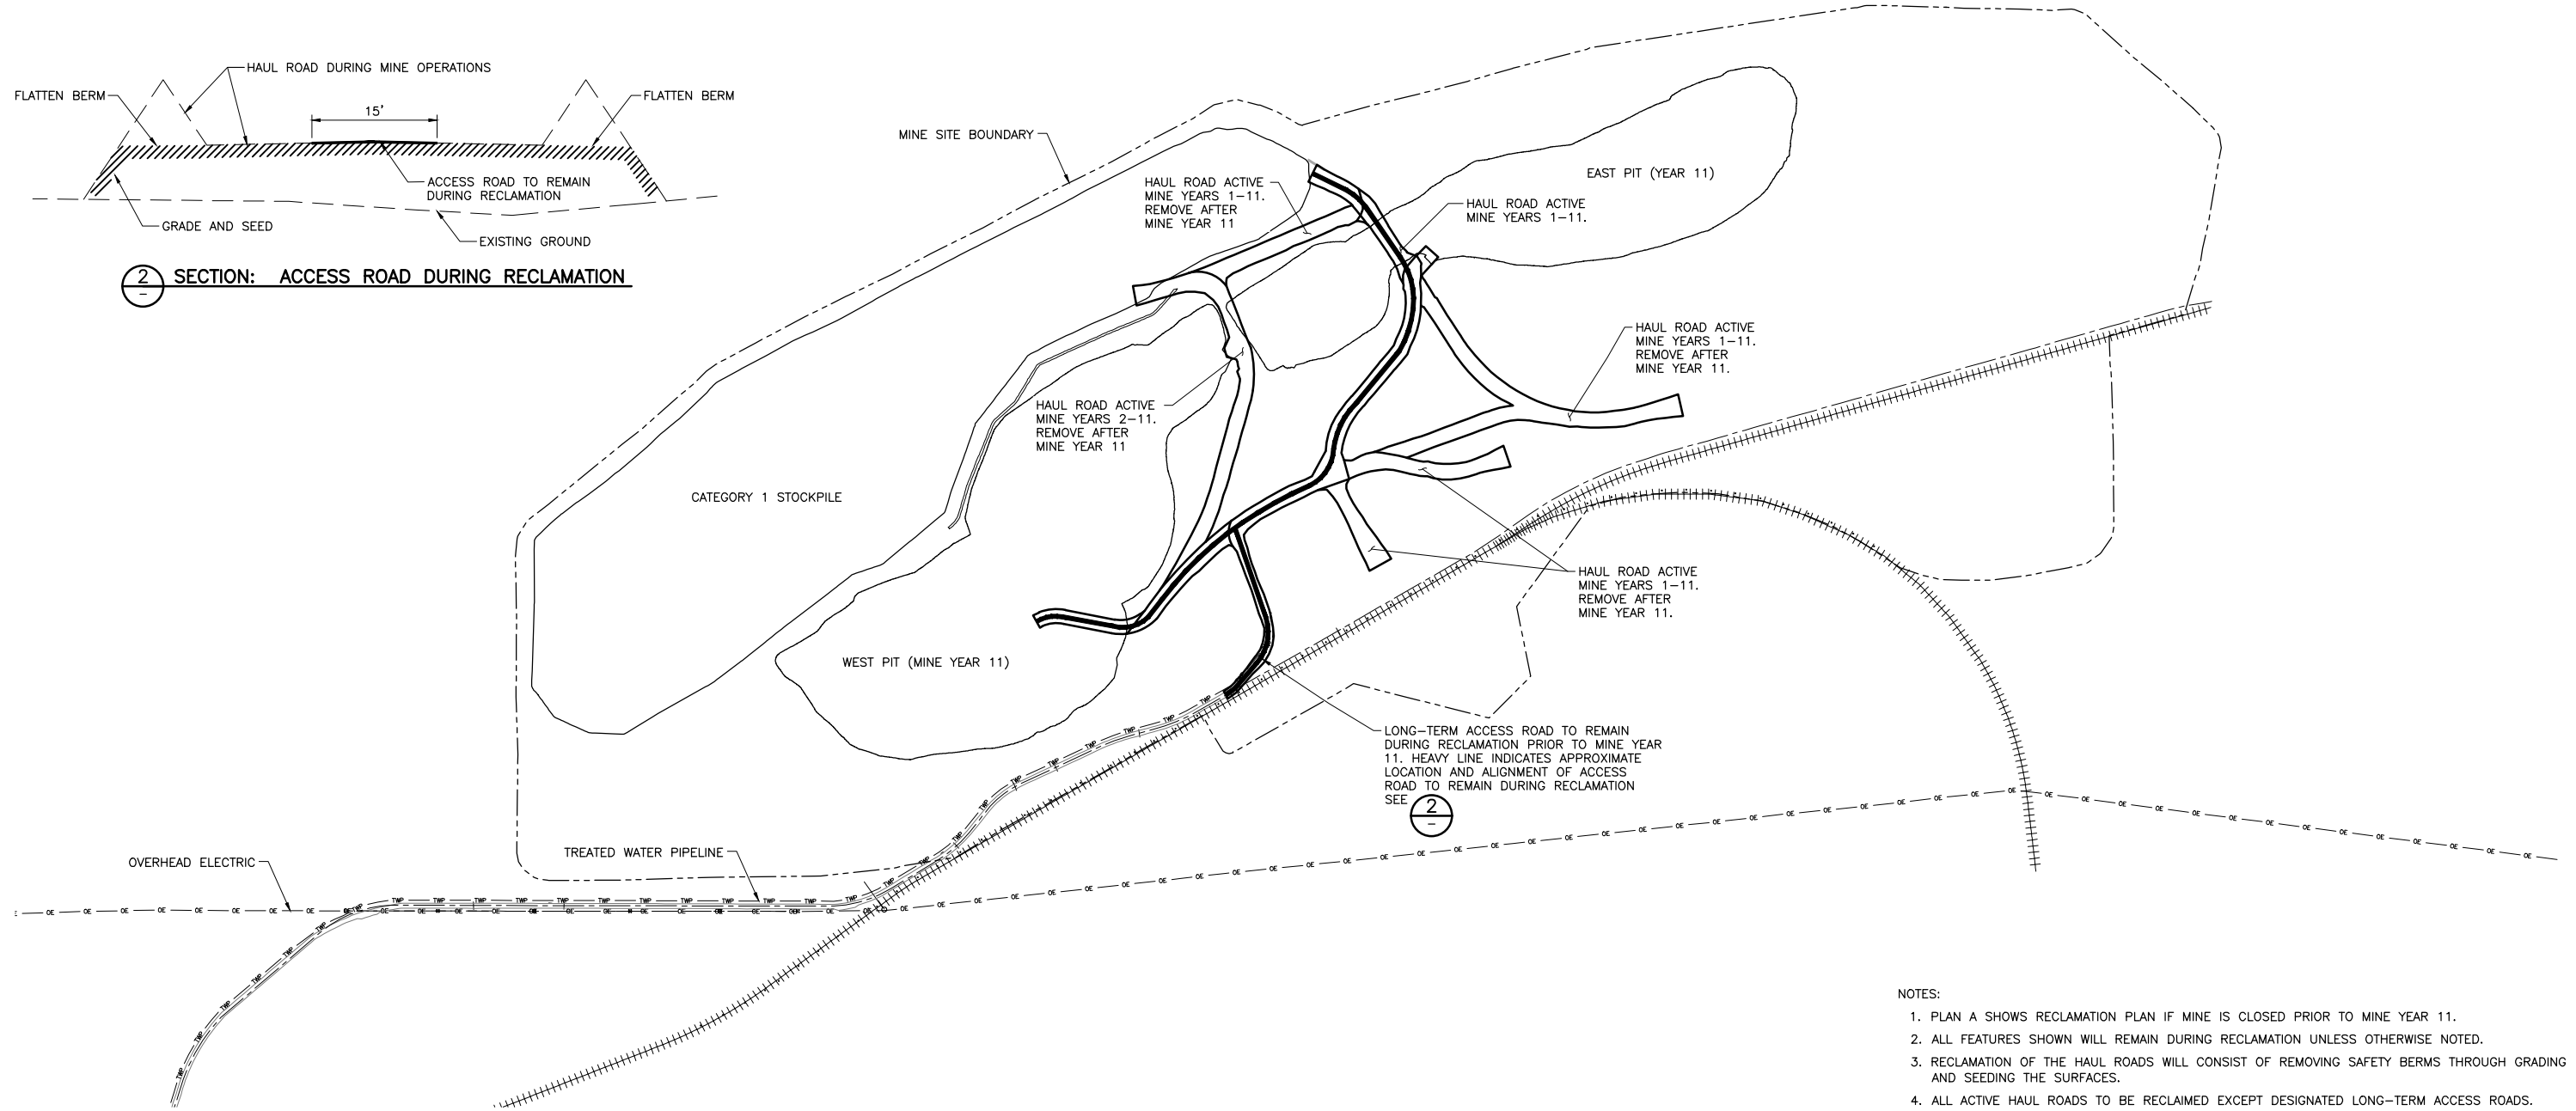 HAUL ROAD DURING MINE OPERATIONS
FLATTEN BERM
FLATTEN BERM
15'
ACCESS ROAD TO REMAIN
DURING RECLAMATION
GRADE AND SEED
EXISTING GROUND
2
-
SECTION: ACCESS ROAD DURING RECLAMATION
MINE SITE BOUNDARY
HAUL ROAD ACTIVE
MINE YEARS 1-11.
REMOVE AFTER
MINE YEAR 11
EAST PIT (YEAR 11)
HAUL ROAD ACTIVE
MINE YEARS 1-11.
HAUL ROAD ACTIVE
MINE YEARS 1-11.
REMOVE AFTER
MINE YEAR 11.
HAUL ROAD ACTIVE
MINE YEARS 2-11.
REMOVE AFTER
MINE YEAR 11
CATEGORY 1 STOCKPILE
HAUL ROAD ACTIVE
MINE YEARS 1-11.
REMOVE AFTER
MINE YEAR 11.
WEST PIT (MINE YEAR 11)
LONG-TERM ACCESS ROAD TO REMAIN
DURING RECLAMATION PRIOR TO MINE YEAR
11. HEAVY LINE INDICATES APPROXIMATE
LOCATION AND ALIGNMENT OF ACCESS
ROAD TO REMAIN DURING RECLAMATION
SEE
2
-
TREATED WATER PIPELINE
OVERHEAD ELECTRIC
TWP
OE
NOTES:
1. PLAN A SHOWS RECLAMATION PLAN IF MINE IS CLOSED PRIOR TO MINE YEAR 11.
2. ALL FEATURES SHOWN WILL REMAIN DURING RECLAMATION UNLESS OTHERWISE NOTED.
3. RECLAMATION OF THE HAUL ROADS WILL CONSIST OF REMOVING SAFETY BERMS THROUGH GRADING
AND SEEDING THE SURFACES.
4. ALL ACTIVE HAUL ROADS TO BE RECLAIMED EXCEPT DESIGNATED LONG-TERM ACCESS ROADS.